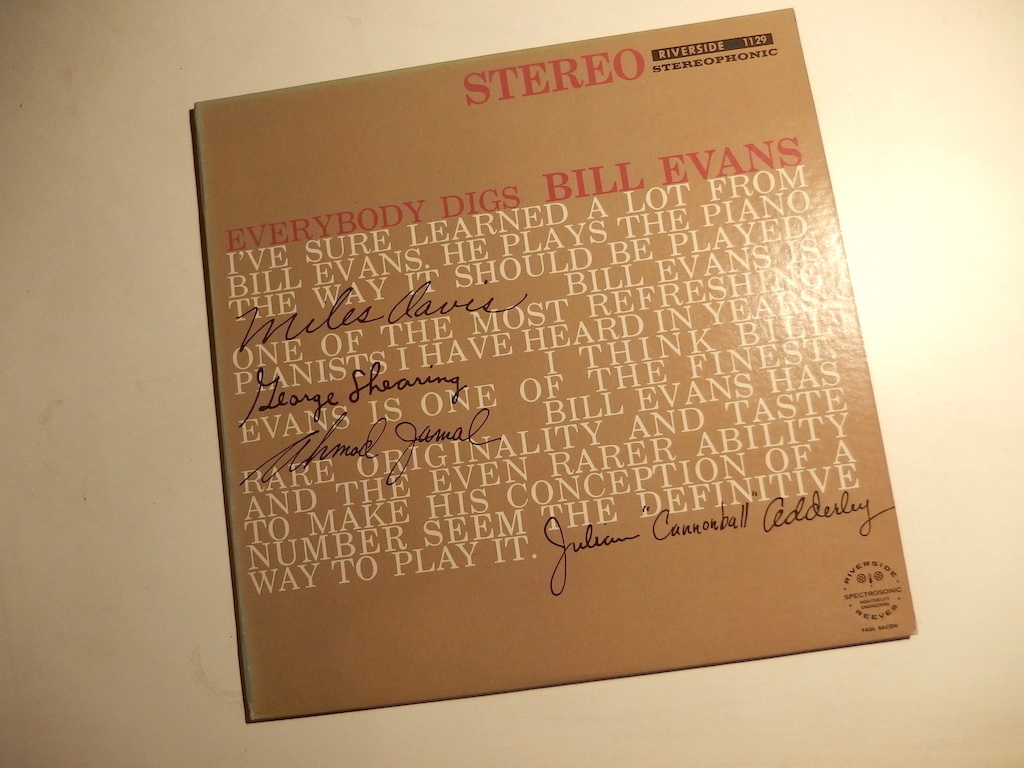 STEREO
RIVERSIDE 1129
STEREOPHONIC
EVERYBODY DIGS BILL EVANS
I'VE SURE LEARNED A LOT FROM
BILL EVANS. HE PLAYS THE PIANO
THE WAY IT SHOULD BE PLAYED.
Miles Davis
BILL EVANS IS
ONE OF THE MOST REFRESHING
PIANISTS I HAVE HEARD IN YEARS.
George Shearing
I THINK BILL
EVANS IS ONE OF THE FINEST.
Ahmad Jamal
BILL EVANS HAS
RARE ORIGINALITY AND TASTE
AND THE EVEN RARER ABILITY
TO MAKE HIS CONCEPTION OF A
NUMBER SEEM THE DEFINITIVE
WAY TO PLAY IT.
Julian "Cannonball" Adderley
RIVERSIDE
SPECTROSONIC
HIGH-FIDELITY
ENGINEERING
REEVES
PAUL BACON